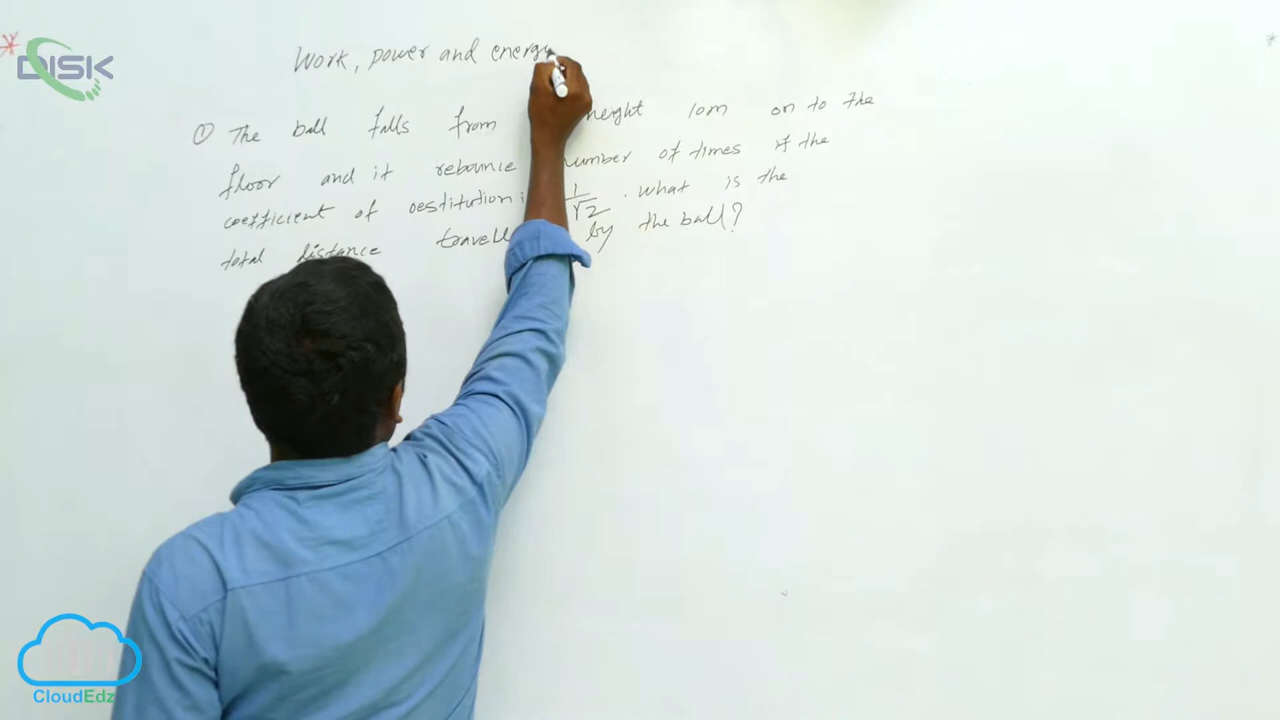 DISK
Work, power and energy
① The ball falls from height 10m on to the
floor and it rebounce number of times if the
coefficient of restitution 1/√2 . what is the
total distance travell by the ball?
CloudEdz